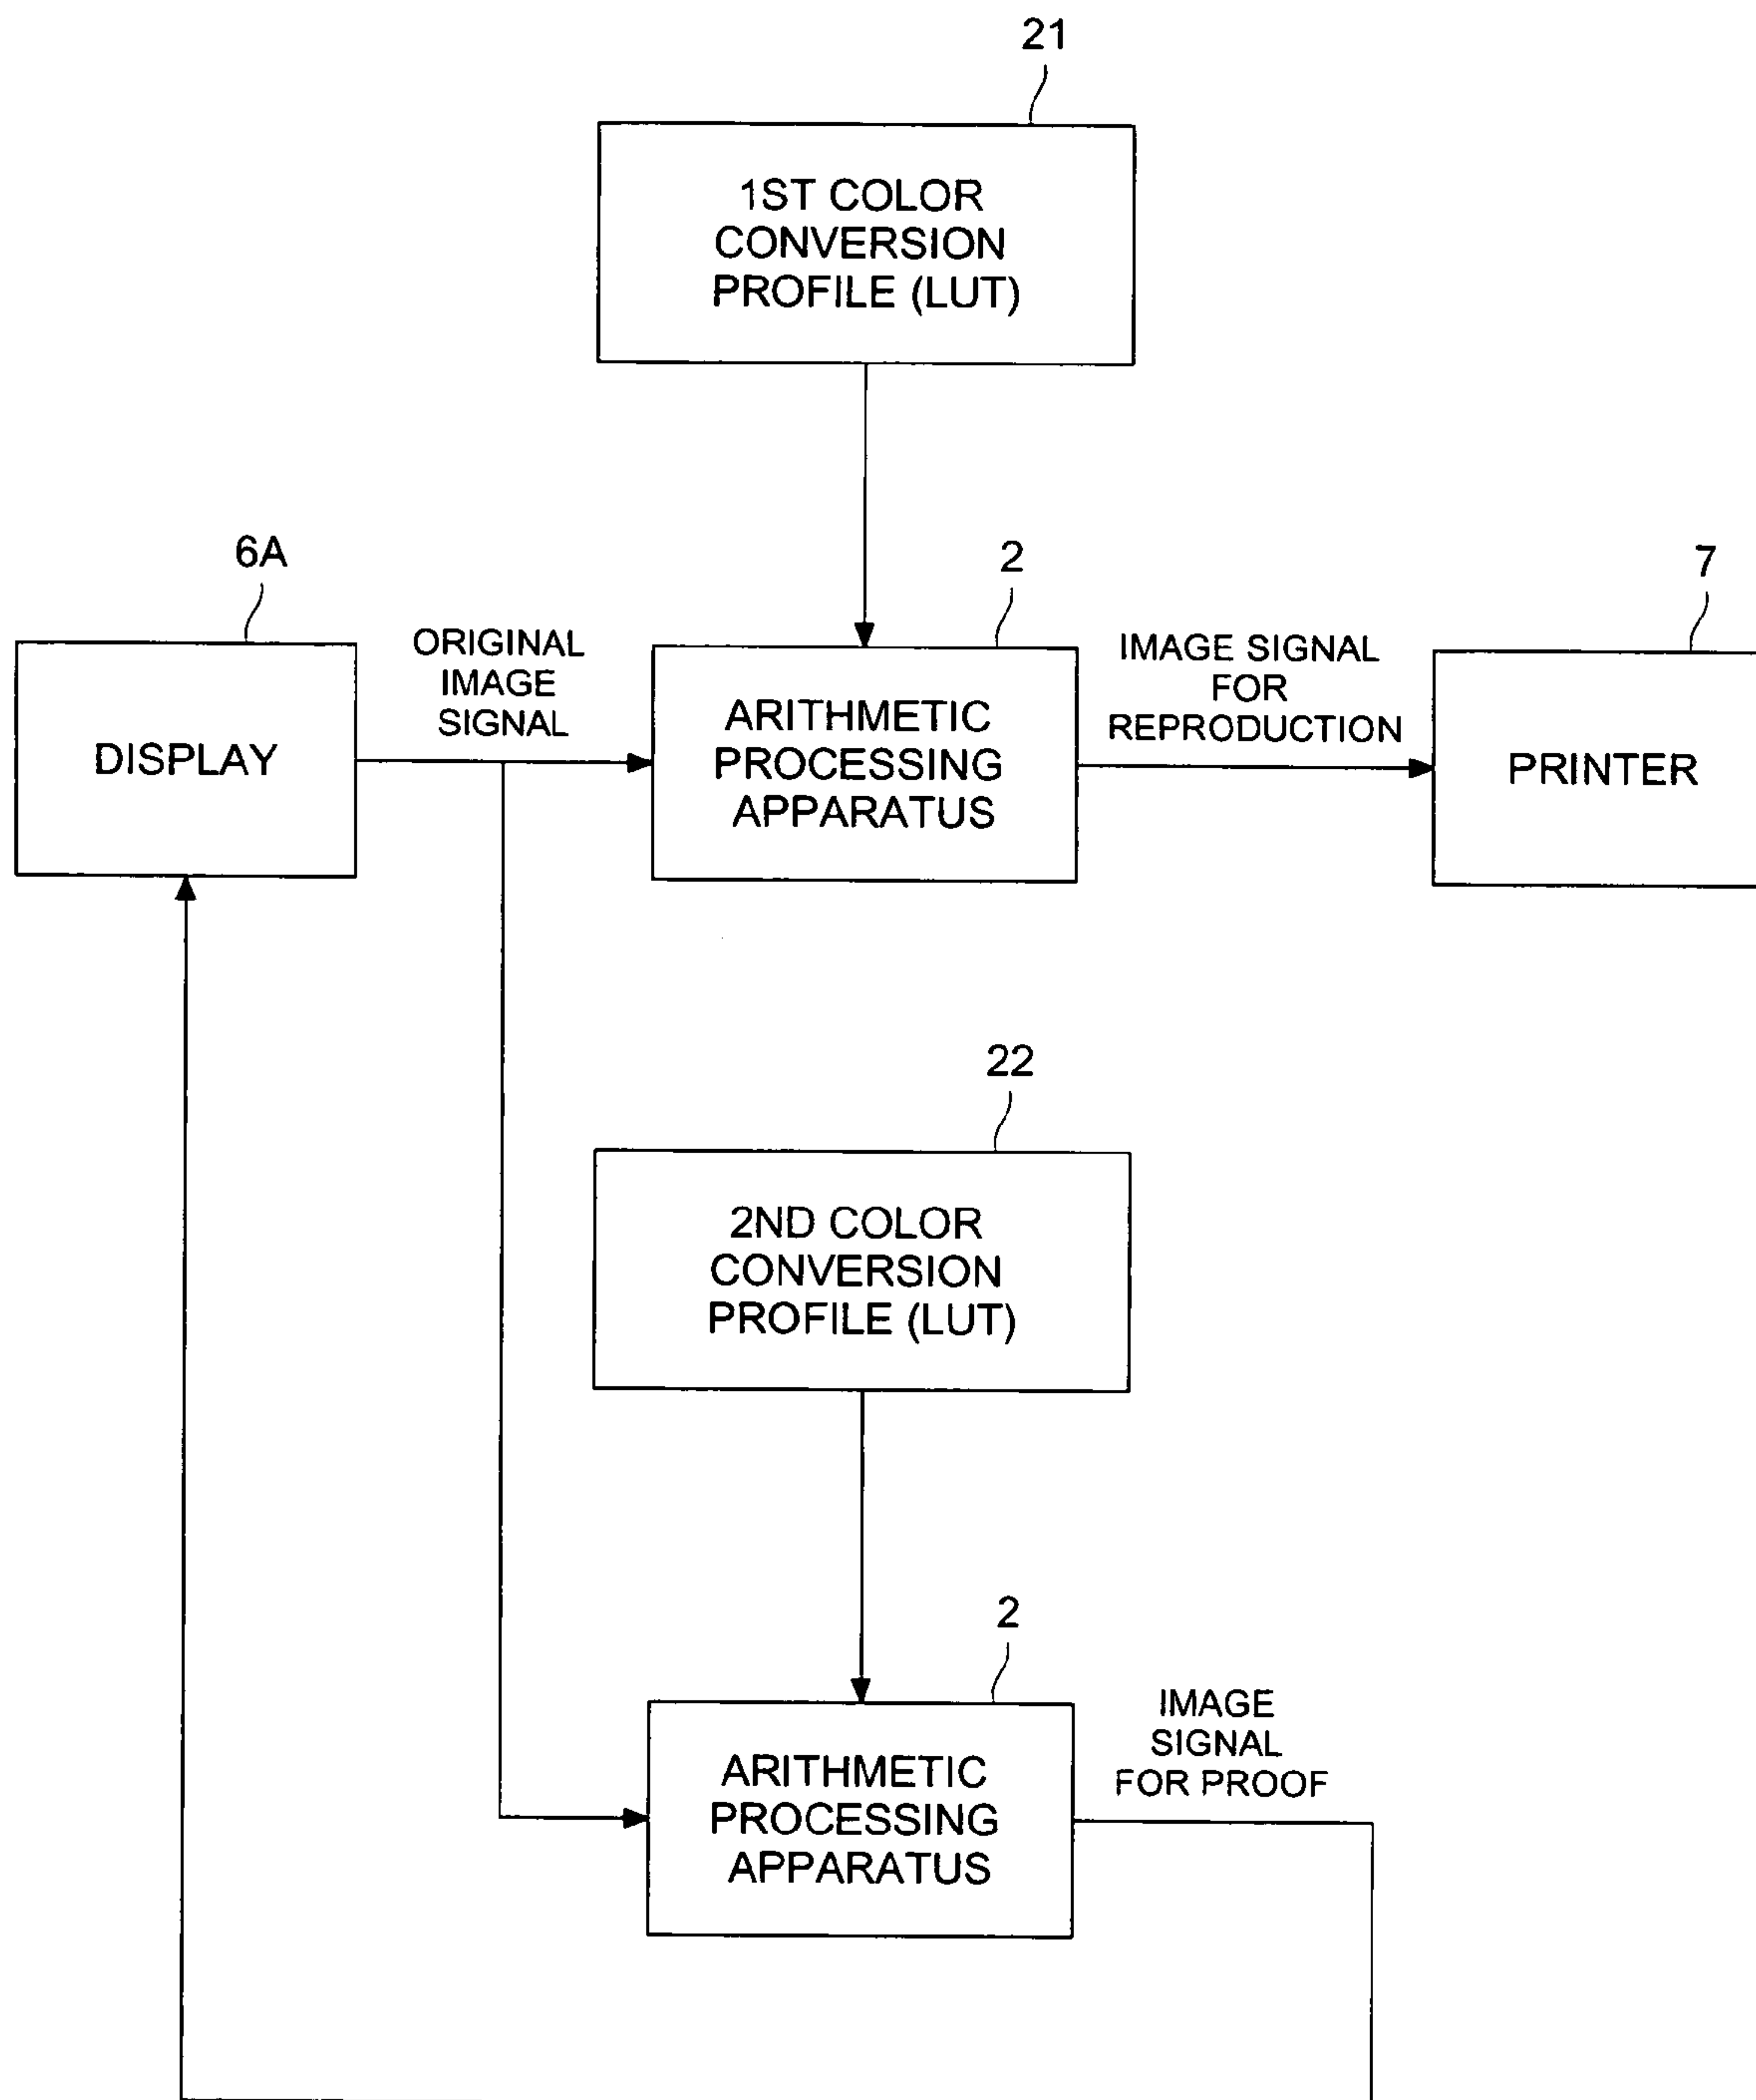 21
1ST COLOR
CONVERSION
PROFILE (LUT)
6A
2
7
ORIGINAL
IMAGE
SIGNAL
IMAGE SIGNAL
FOR
REPRODUCTION
DISPLAY
ARITHMETIC
PROCESSING
APPARATUS
PRINTER
22
2ND COLOR
CONVERSION
PROFILE (LUT)
2
ARITHMETIC
PROCESSING
APPARATUS
IMAGE
SIGNAL
FOR PROOF